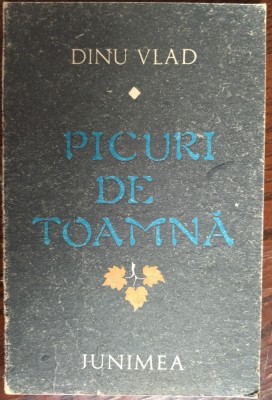 DINU VLAD
PICURI
DE
TOAMNĂ
JUNIMEA